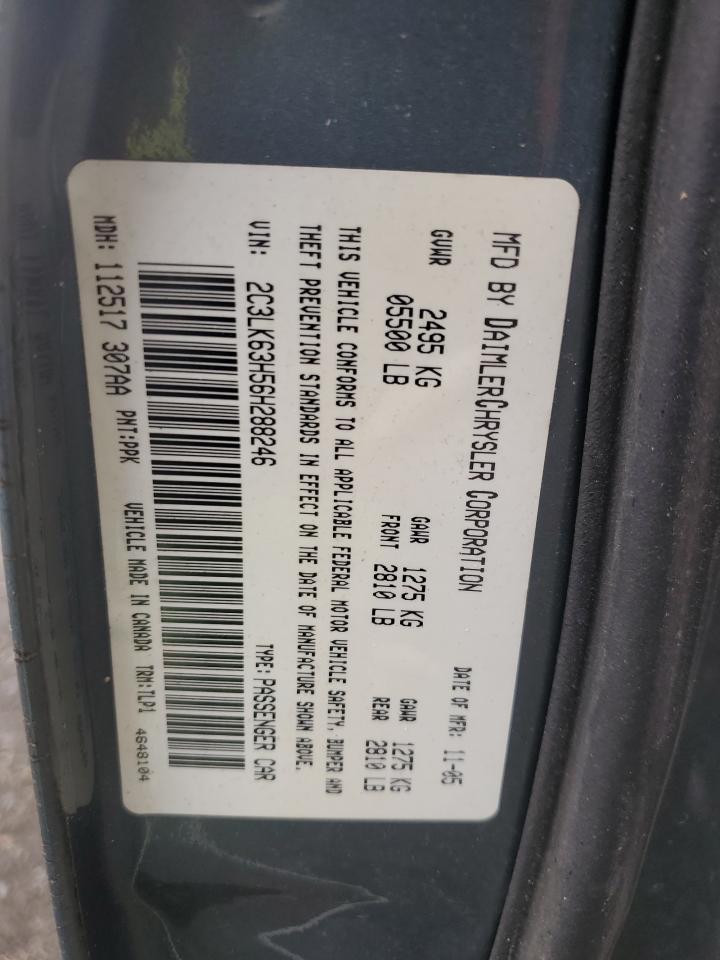 MFD BY DAIMLERCHRYSLER CORPORATION
DATE OF MFR: 11-05
GVWR 2495 KG
05500 LB
GAWR 1275 KG
FRONT 2810 LB
GAWR 1275 KG
REAR 2810 LB
THIS VEHICLE CONFORMS TO ALL APPLICABLE FEDERAL MOTOR VEHICLE SAFETY, BUMPER AND
THEFT PREVENTION STANDARDS IN EFFECT ON THE DATE OF MANUFACTURE SHOWN ABOVE.
VIN: 2C3LK63H56H288246 TYPE: PASSENGER CAR
MDH: 112517 307AA PNT:PPK VEHICLE MADE IN CANADA TRM:TLP1 4648104